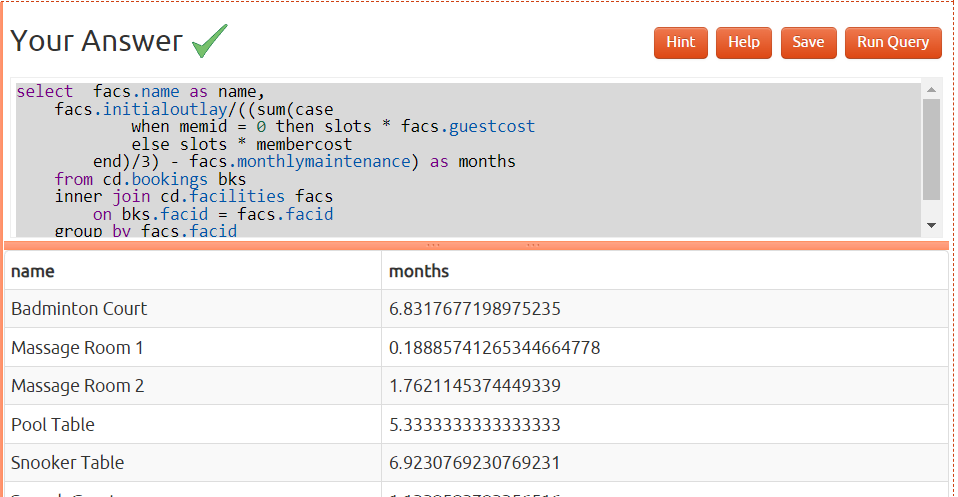 Your Answer
Hint
Help
Save
Run Query
select  facs.name as name,
    facs.initialoutlay/((sum(case
            when memid = 0 then slots * facs.guestcost
            else slots * membercost
        end)/3) - facs.monthlymaintenance) as months
    from cd.bookings bks
    inner join cd.facilities facs
        on bks.facid = facs.facid
    group by facs.facid
name months
Badminton Court 6.8317677198975235
Massage Room 1 0.18885741265344664778
Massage Room 2 1.7621145374449339
Pool Table 5.3333333333333333
Snooker Table 6.9230769230769231